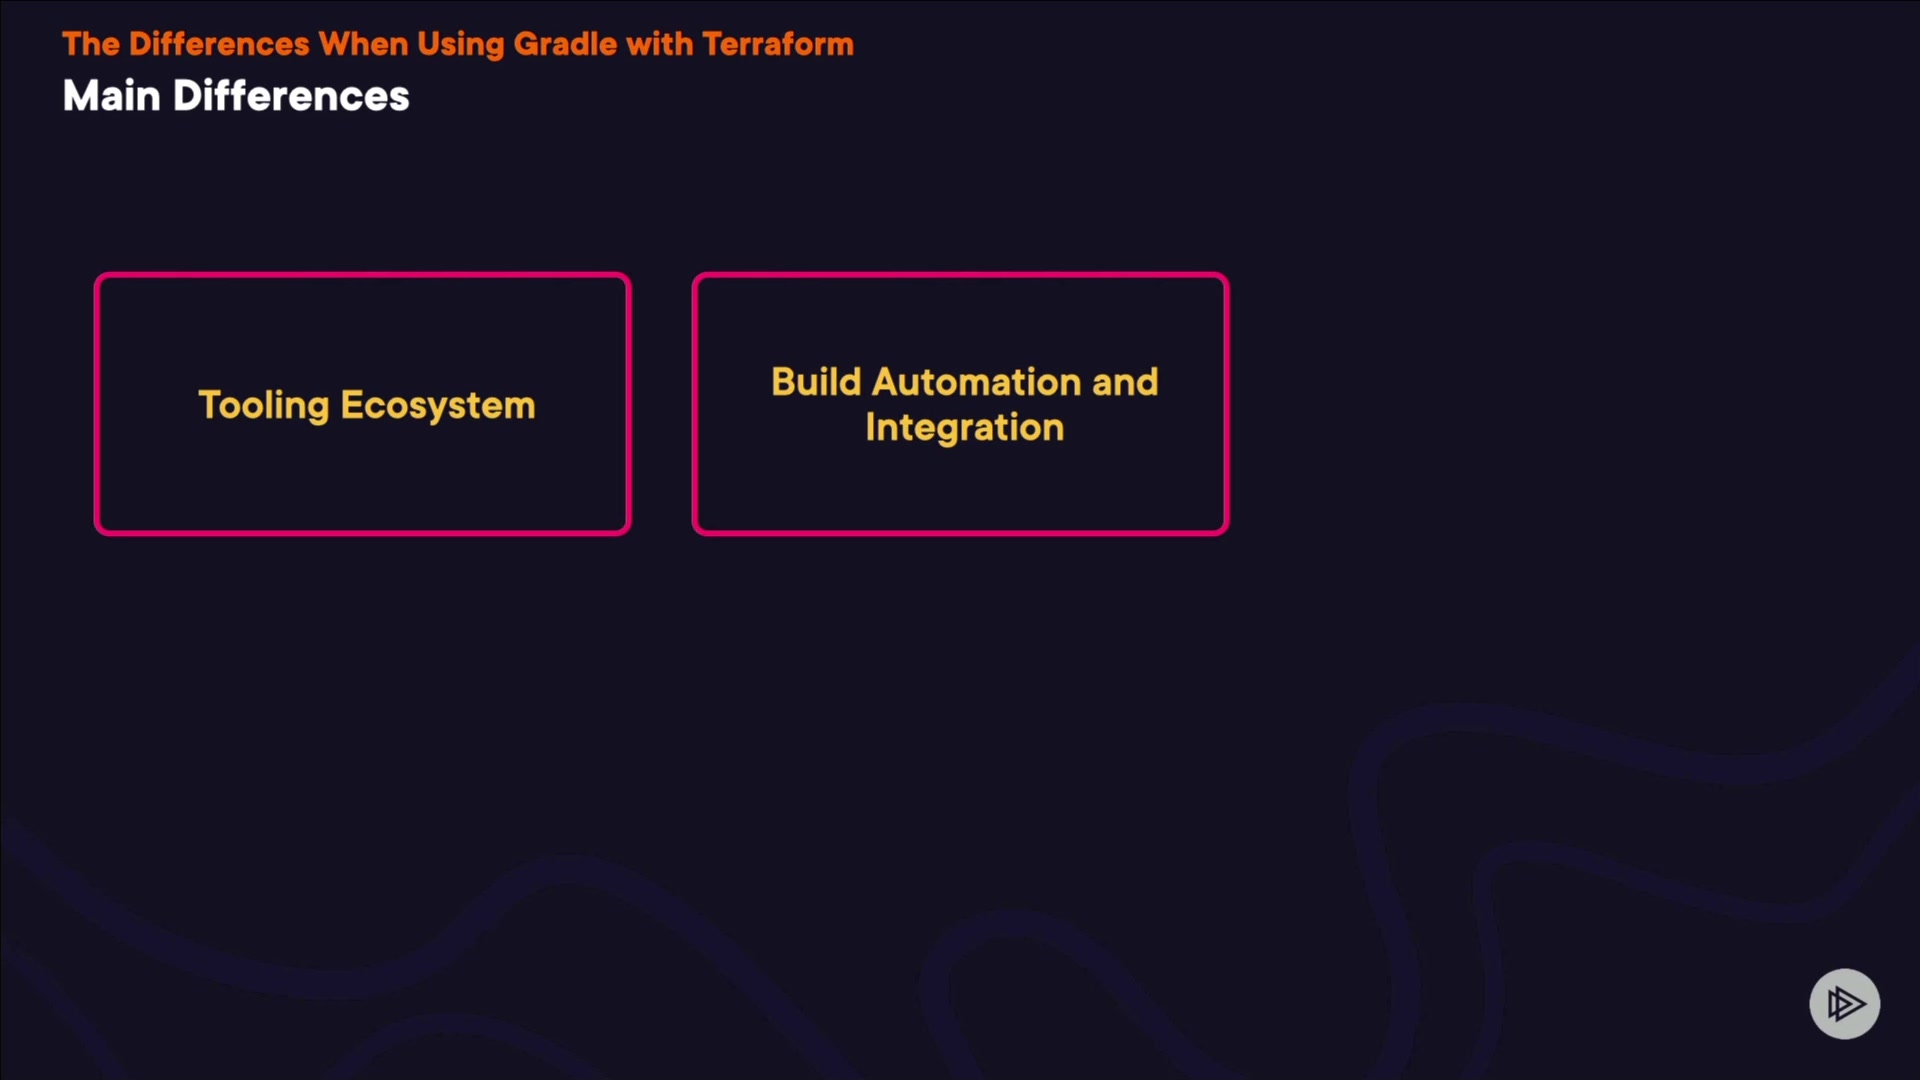 The Differences When Using Gradle with Terraform
Main Differences
Tooling Ecosystem
Build Automation and
Integration